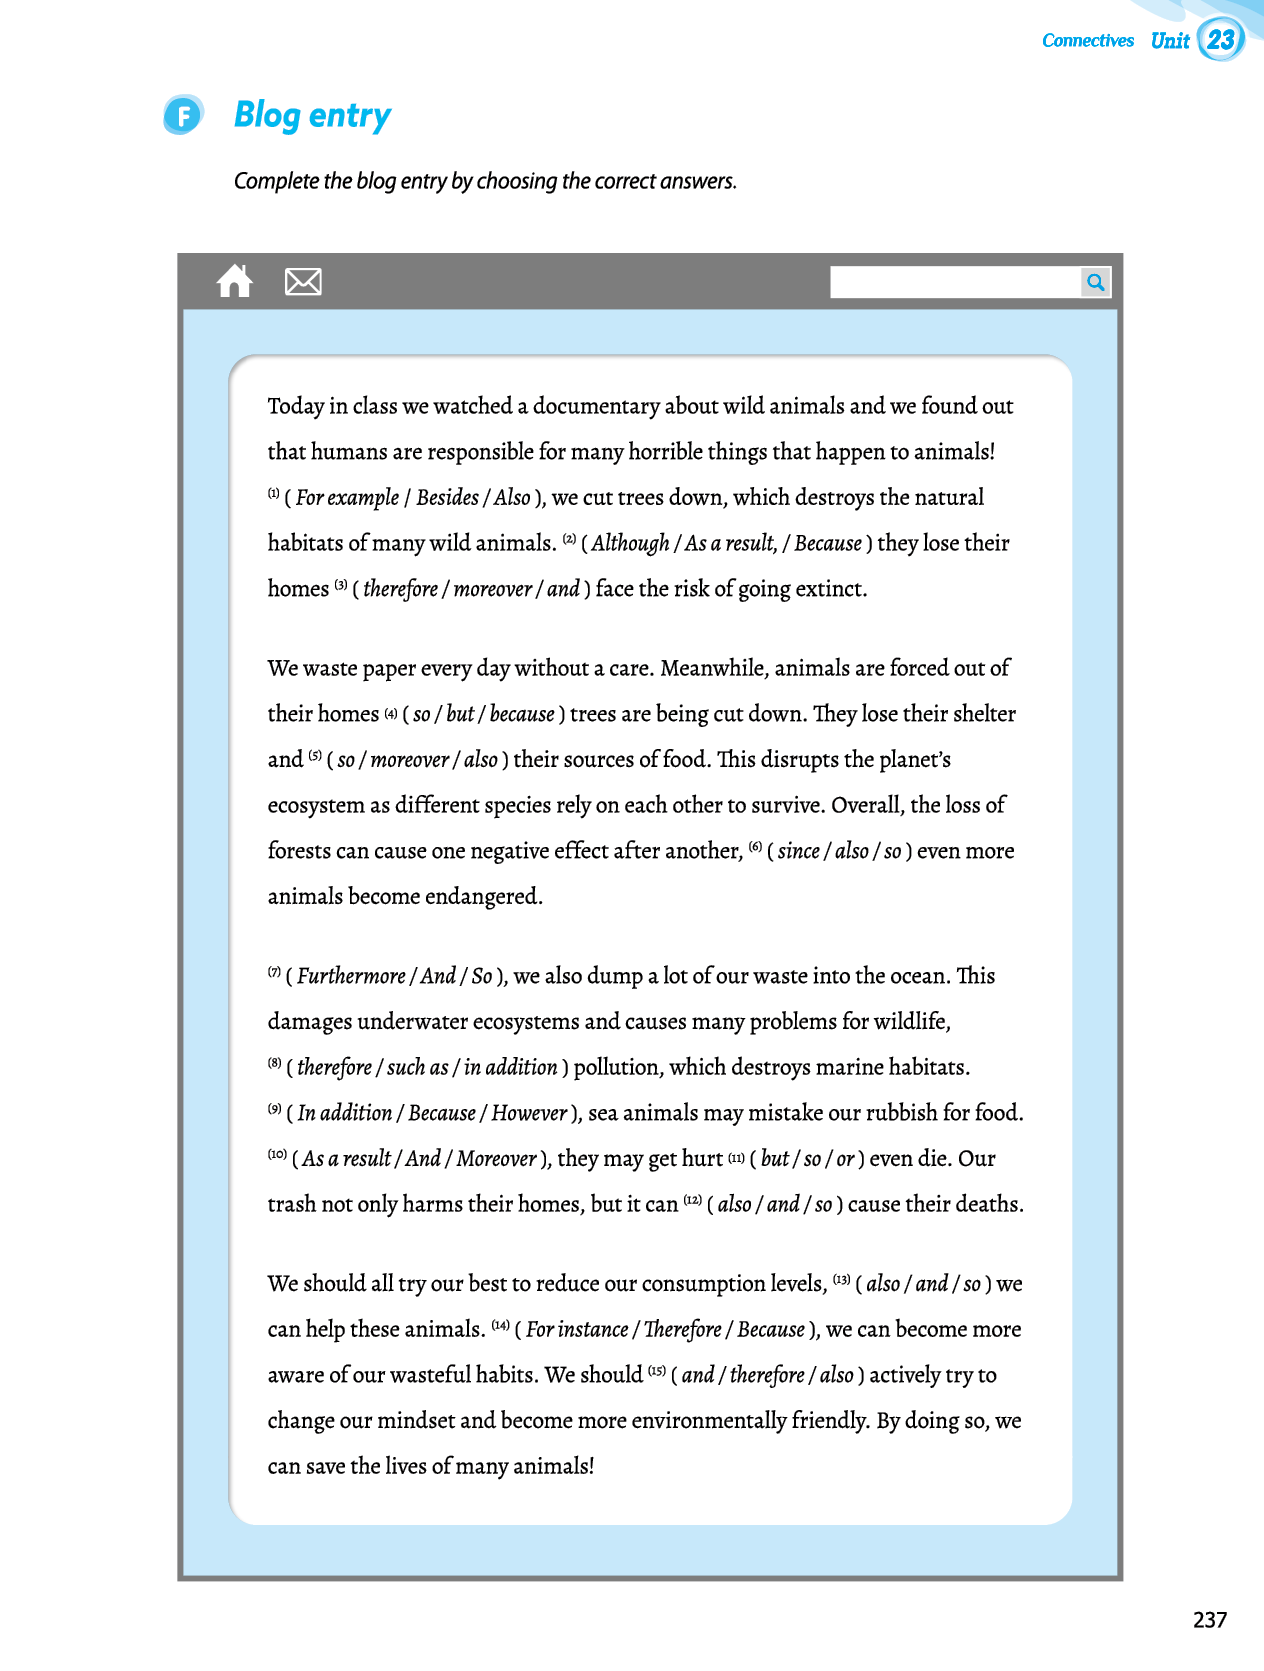 Connectives Unit 23
F Blog entry
Complete the blog entry by choosing the correct answers.
Today in class we watched a documentary about wild animals and we found out
that humans are responsible for many horrible things that happen to animals!
(1) ( For example / Besides / Also ), we cut trees down, which destroys the natural
habitats of many wild animals. (2) ( Although / As a result, / Because ) they lose their
homes (3) ( therefore / moreover / and ) face the risk of going extinct.
We waste paper every day without a care. Meanwhile, animals are forced out of
their homes (4) ( so / but / because ) trees are being cut down. They lose their shelter
and (5) ( so / moreover / also ) their sources of food. This disrupts the planet’s
ecosystem as different species rely on each other to survive. Overall, the loss of
forests can cause one negative effect after another, (6) ( since / also / so ) even more
animals become endangered.
(7) ( Furthermore / And / So ), we also dump a lot of our waste into the ocean. This
damages underwater ecosystems and causes many problems for wildlife,
(8) ( therefore / such as / in addition ) pollution, which destroys marine habitats.
(9) ( In addition / Because / However ), sea animals may mistake our rubbish for food.
(10) ( As a result / And / Moreover ), they may get hurt (11) ( but / so / or ) even die. Our
trash not only harms their homes, but it can (12) ( also / and / so ) cause their deaths.
We should all try our best to reduce our consumption levels, (13) ( also / and / so ) we
can help these animals. (14) ( For instance / Therefore / Because ), we can become more
aware of our wasteful habits. We should (15) ( and / therefore / also ) actively try to
change our mindset and become more environmentally friendly. By doing so, we
can save the lives of many animals!
237